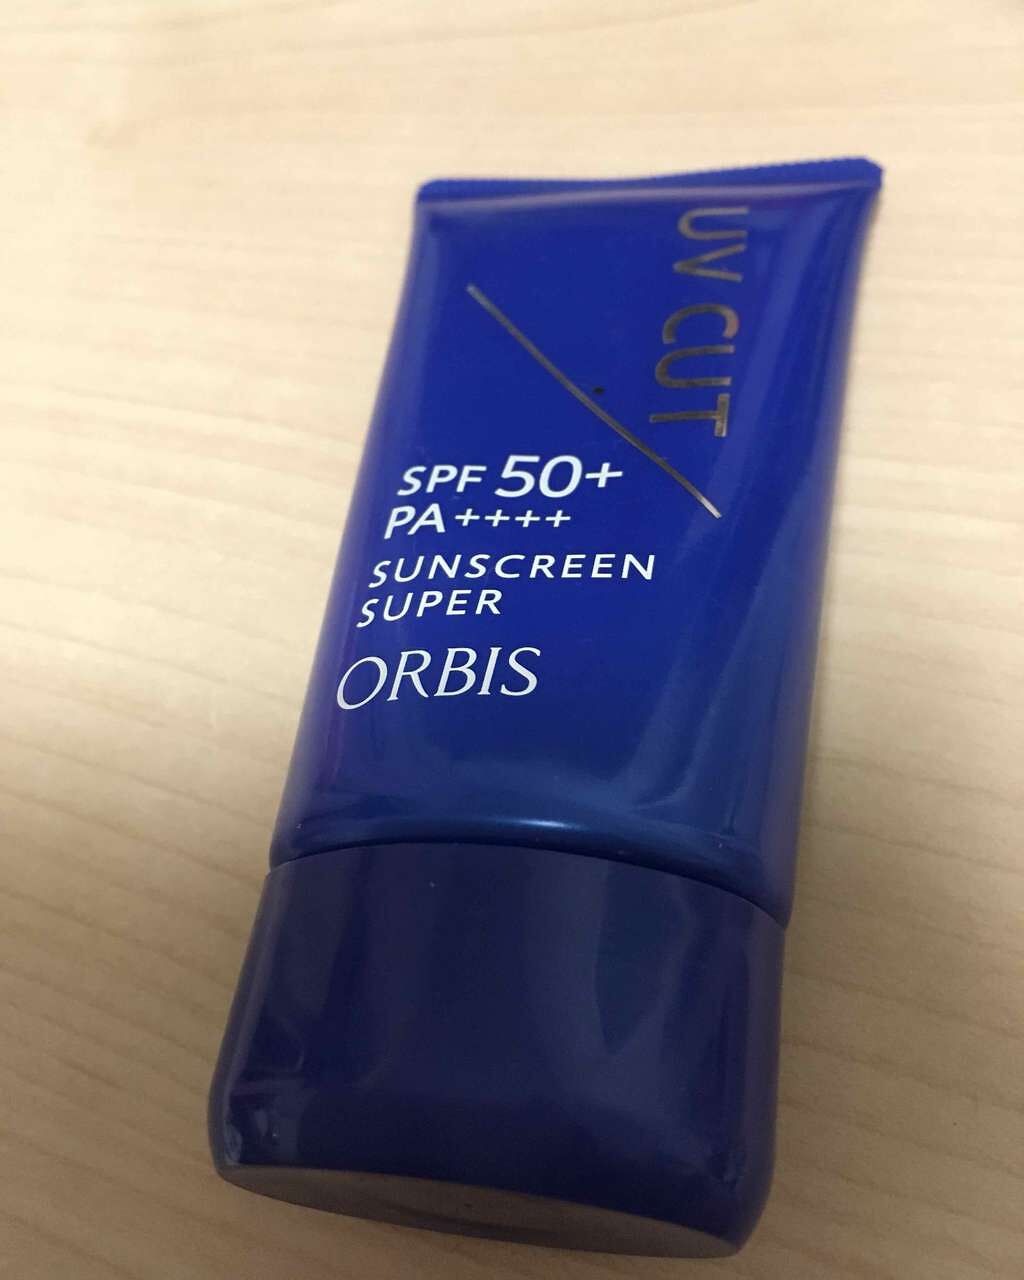 UV CUT
SPF 50+
PA++++
SUNSCREEN
SUPER
ORBIS